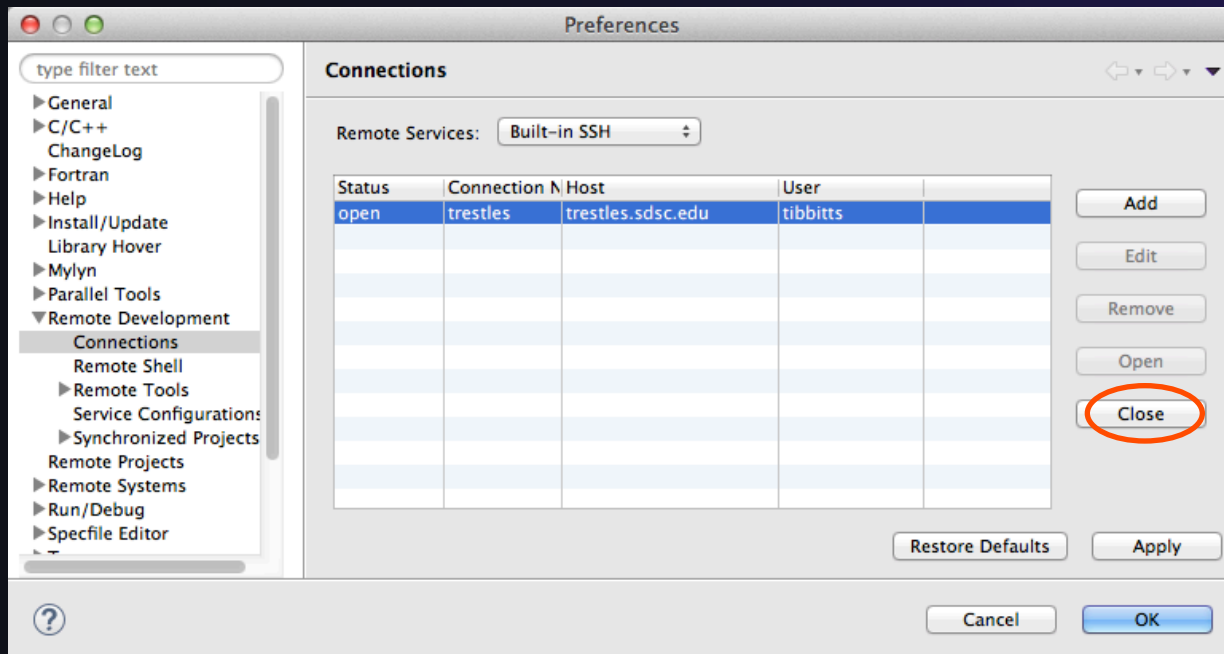 Preferences
type filter text
General
C/C++
ChangeLog
Fortran
Help
Install/Update
Library Hover
Mylyn
Parallel Tools
Remote Development
Connections
Remote Shell
Remote Tools
Service Configurations
Synchronized Projects
Remote Projects
Remote Systems
Run/Debug
Specfile Editor
Connections
Remote Services: Built-in SSH
Status Connection N Host User
open trestles trestles.sdsc.edu tibbitts
Add
Edit
Remove
Open
Close
Restore Defaults Apply
? Cancel OK